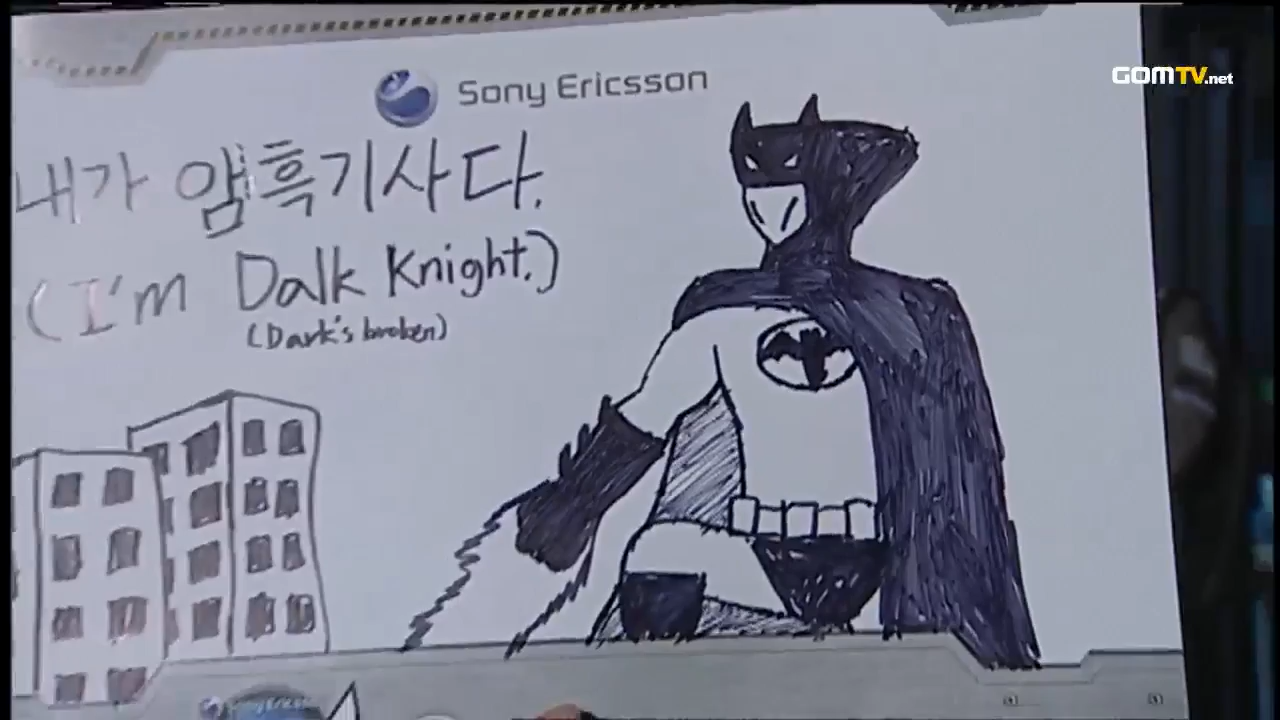 GOMTV.net
Sony Ericsson
내가 암흑기사다.
(I'm Dalk Knight.)
(Dark's broken)